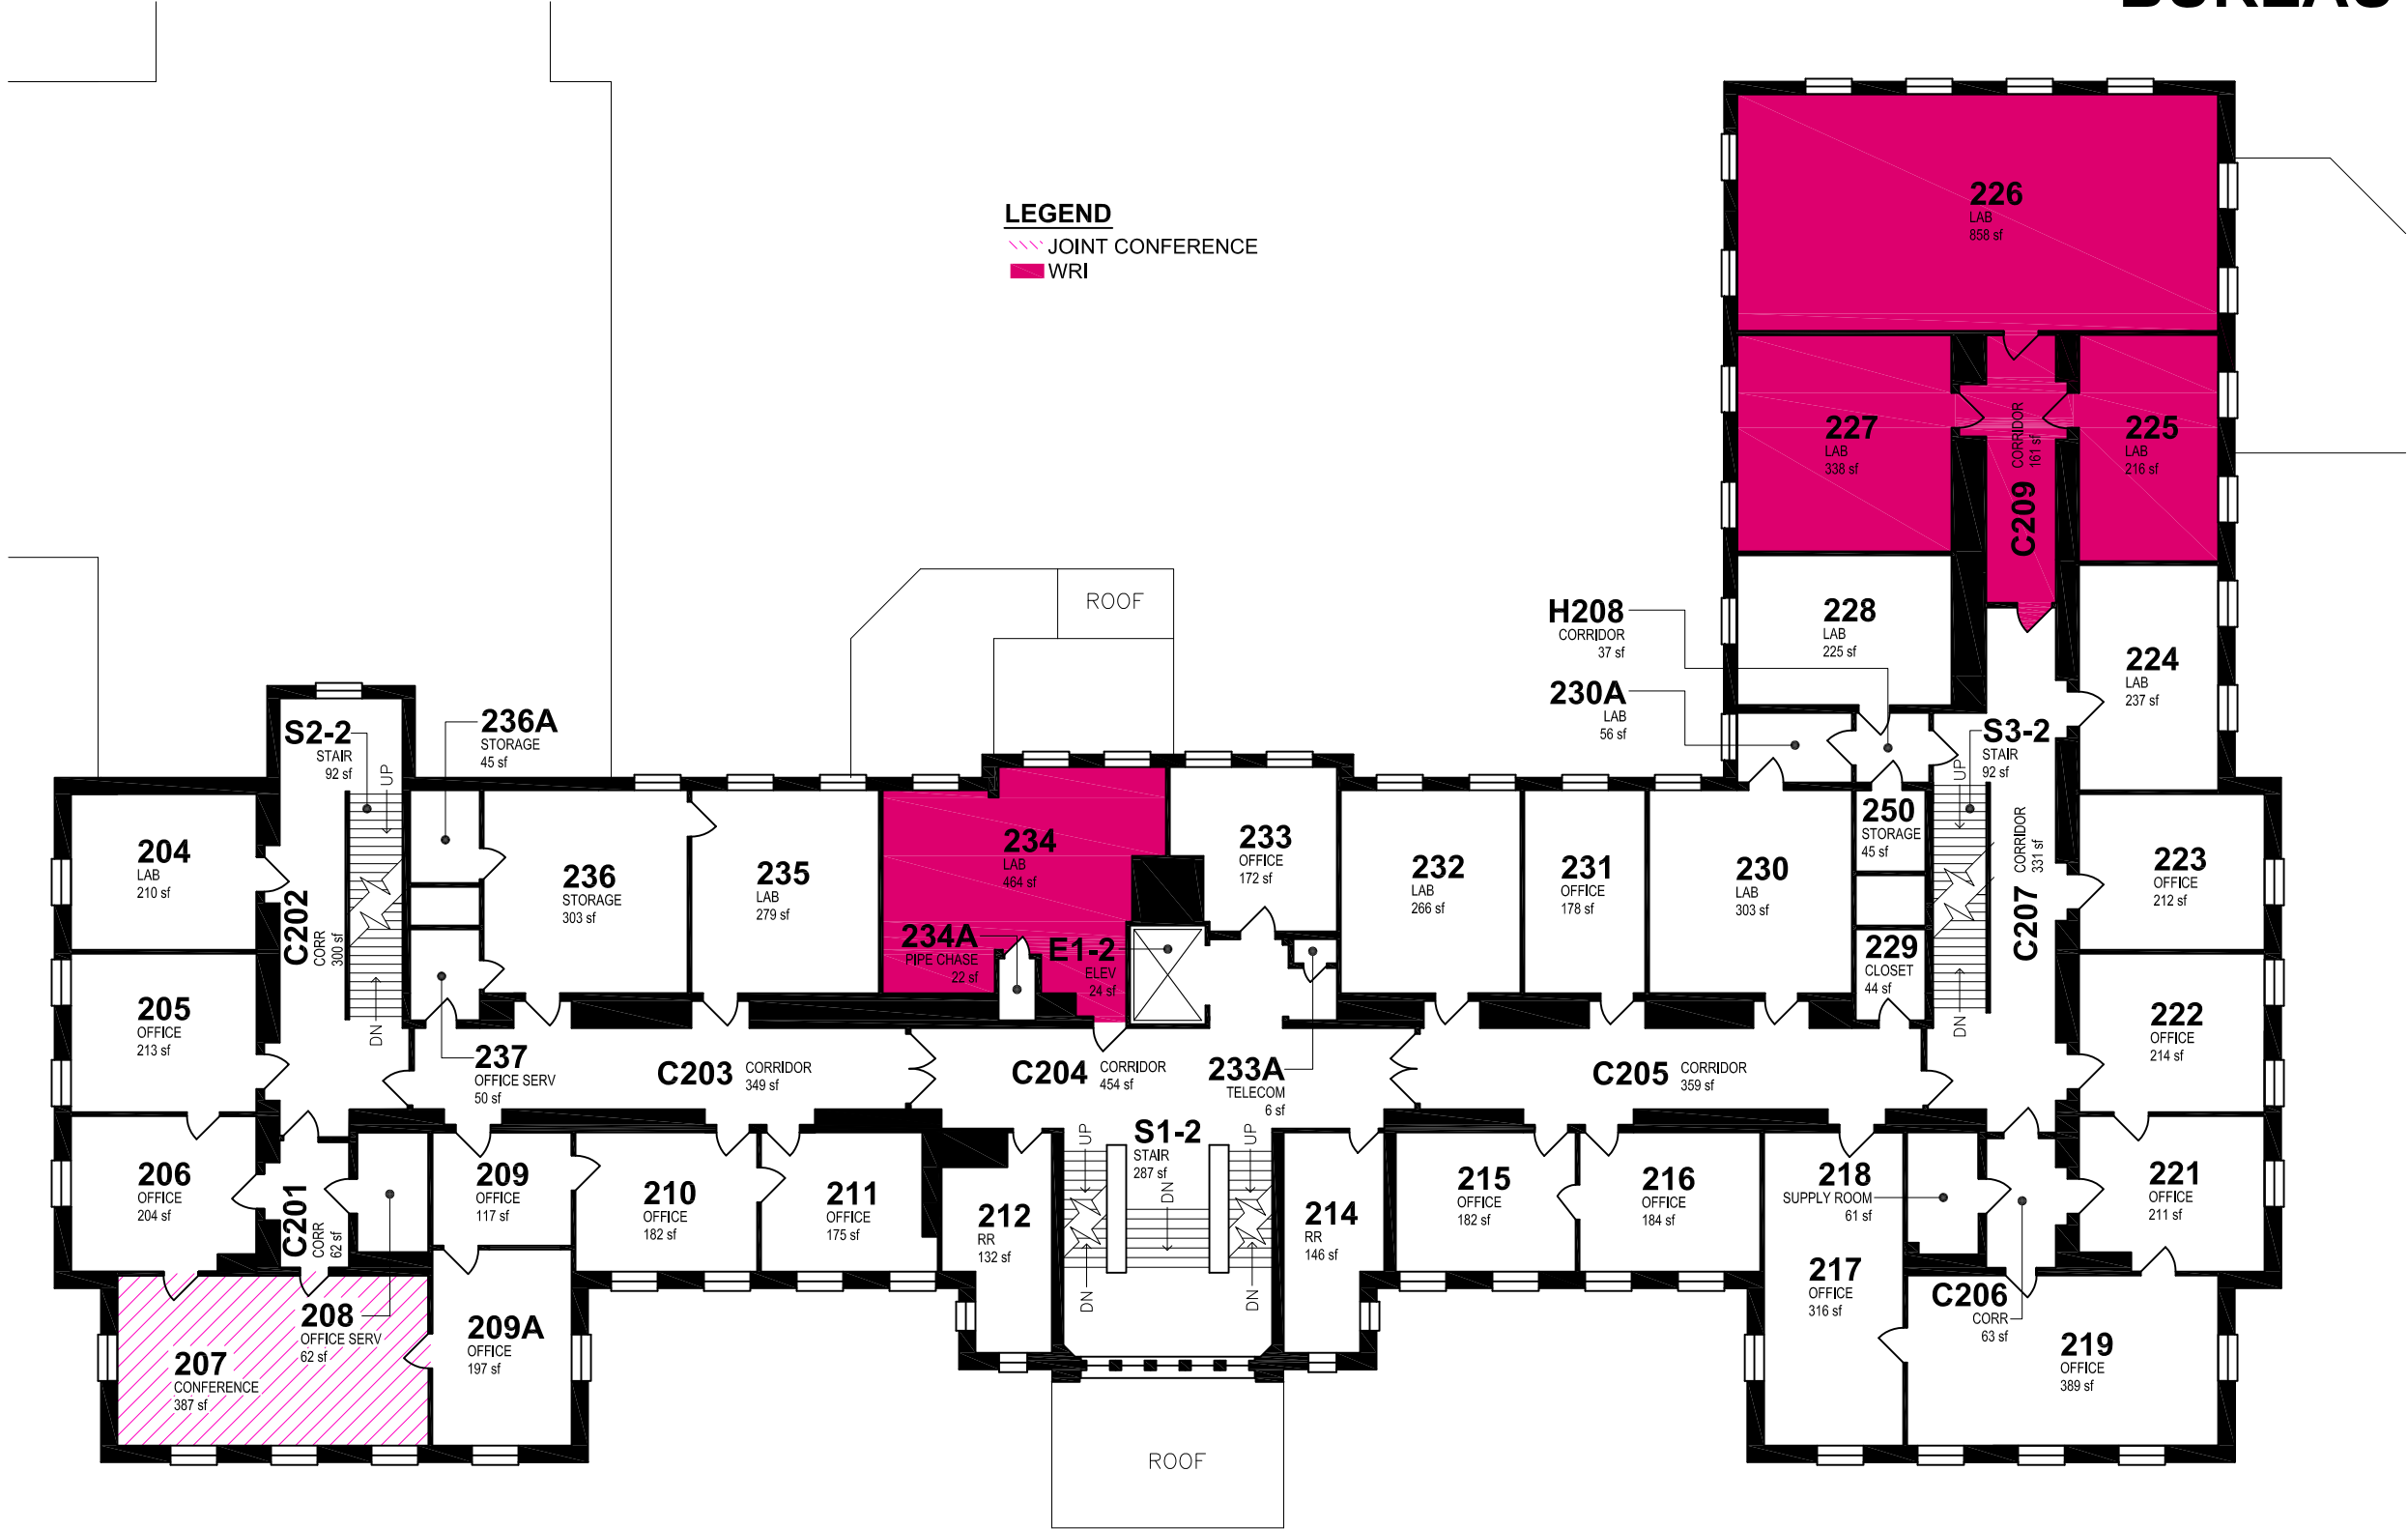 LEGEND
JOINT CONFERENCE
WRI
226
LAB
858 sf
227
LAB
338 sf
C209
CORRIDOR
161 sf
225
LAB
216 sf
ROOF
H208
CORRIDOR
37 sf
228
LAB
225 sf
224
LAB
237 sf
230A
LAB
56 sf
S2-2
STAIR
92 sf
UP
DN
236A
STORAGE
45 sf
S3-2
STAIR
92 sf
UP
DN
204
LAB
210 sf
C202
CORR
300 sf
236
STORAGE
303 sf
235
LAB
279 sf
234
LAB
464 sf
233
OFFICE
172 sf
232
LAB
266 sf
231
OFFICE
178 sf
230
LAB
303 sf
250
STORAGE
45 sf
C207
CORRIDOR
331 sf
223
OFFICE
212 sf
234A
PIPE CHASE
22 sf
E1-2
ELEV
24 sf
229
CLOSET
44 sf
205
OFFICE
213 sf
222
OFFICE
214 sf
237
OFFICE SERV
50 sf
C203
CORRIDOR
349 sf
C204
CORRIDOR
454 sf
233A
TELECOM
6 sf
C205
CORRIDOR
359 sf
206
OFFICE
204 sf
C201
CORR
62 sf
209
OFFICE
117 sf
210
OFFICE
182 sf
211
OFFICE
175 sf
212
RR
132 sf
UP
DN
S1-2
STAIR
287 sf
DN
UP
DN
214
RR
146 sf
215
OFFICE
182 sf
216
OFFICE
184 sf
218
SUPPLY ROOM
61 sf
221
OFFICE
211 sf
217
OFFICE
316 sf
C206
CORR
63 sf
208
OFFICE SERV
62 sf
209A
OFFICE
197 sf
207
CONFERENCE
387 sf
219
OFFICE
389 sf
ROOF